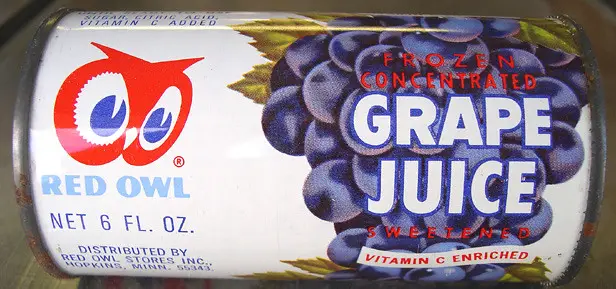 SUGAR, CITRIC ACID,
VITAMIN C ADDED
RED OWL
®
NET 6 FL. OZ.
DISTRIBUTED BY
RED OWL STORES INC.,
HOPKINS, MINN. 55343
FROZEN
CONCENTRATED
GRAPE
JUICE
SWEETENED
VITAMIN C ENRICHED